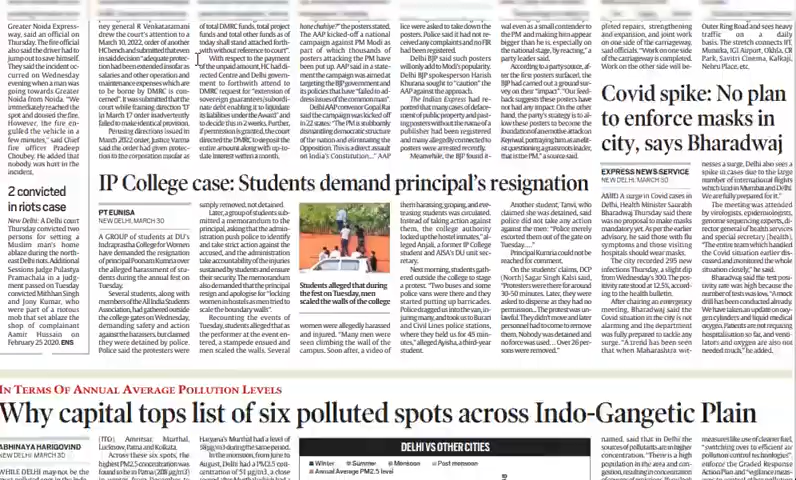 Greater Noida Express-
way, said an official on
Thursday. The fire official
also said the driver had to
jump out to save himself.
They said the incident oc-
curred on Wednesday
evening when a man was
going towards Greater
Noida from Noida. "We
immediately reached the
spot and doused the fire.
However, the fire en-
gulfed the vehicle in a
few minutes," said Chief
fire officer Pradeep
Choubey. He added that
nobody was hurt in the
incident.
2 convicted
in riots case
New Delhi: A Delhi court
Thursday convicted two
persons for setting a
Muslim man's home
ablaze during the north-
east Delhi riots. Additional
Sessions Judge Pulastya
Pramachala in a judg-
ment passed on Tuesday
convicted Mithhan Singh
and Jony Kumar, who
were part of a riotous
mob that set ablaze the
shop of complainant
Aamir Hussain on
February 25 2020. ENS
ney general R Venkataramani
drew the court's attention to a
March 10, 2022, order of another
HC bench and submitted that even
in said decision "adequate protec-
tion had been extended insofar as
salaries and other operation and
maintenance expenses which are
to be borne by DMRC is con-
cerned". It was submitted that the
court while framing direction 'D'
in March 17 order inadvertently
failed to make identical provision.
Perusing directions issued in
March 2022 order, Justice Varma
said the order had given protec-
tion to the corporation insofar as
of total DMRC funds, total project
funds and total other funds as of
today shall stand attached forth-
with without reference to court".
With respect to the payment of
the unpaid amount, HC had di-
rected Centre and Delhi govern-
ment to forthwith attend to
DMRC request for "extension of
sovereign guarantees/subordi-
nate debt enabling it to liquidate
its liabilities under the Award" and
to decide this in 2 weeks. Further,
if permission is granted, the court
directed the DMRC to deposit the
entire amount along with up-to-
date interest within a month.
hone chahiye?" the posters stated.
The AAP kicked-off a national
campaign against PM Modi as
part of which thousands of
posters attacking the PM have
been put up. AAP said in a state-
ment the campaign was aimed at
targeting the BJP government and
its policies that have "failed to ad-
dress issues of the common man".
Delhi AAP convenor Gopal Rai
said the campaign was kicked off
in 22 states: "The PM is stubbornly
dismantling democratic structure
of the nation and eliminating the
Opposition. This is a direct assault
on India's Constitution..." AAP
lice were asked to take down the
posters. Police said it had not re-
ceived any complaints and no FIR
had been registered.
Delhi BJP said such posters
will only add to Modi's popularity.
Delhi BJP spokesperson Harish
Khurana sought to "caution" the
AAP against the approach.
The Indian Express had re-
ported that two cases of deface-
ment of public property and past-
ing posters without the name of a
publisher had been registered
and many allegedly connected to
posters were arrested recently.
Meanwhile, the BJP found it-
val even as a small contender to
the PM and making him appear
bigger than he is, especially on
the national stage, by reacting," a
party leader said.
According to a party source, af-
ter the first posters surfaced, the
BJP had carried out a ground sur-
vey on their "impact". "Our feed-
back suggests these posters have
not had any impact. On the other
hand, the party's strategy is to al-
low these posters to become the
foundation of an emotive attack on
Kejriwal, portraying him as an ele-
ment acting against a strong leader,
that is the PM," a source said.
pleted repairs, strengthening
and expansion, and joint work
on one side of the carriageway,
said officials. "Work on one side
of the carriageway is completed.
Work on the other side will be-
Outer Ring Road and sees heavy
traffic on a daily
basis. The stretch connects IIT,
Munirka, IGI Airport, Okhla, CR
Park, Savitri Cinema, Kalkaji,
Nehru Place, etc.
IP College case: Students demand principal's resignation
PT EUNISA
NEW DELHI, MARCH 30
A GROUP of students at DU's
Indraprastha College for Women
have demanded the resignation
of principal Poonam Kumria over
the alleged harassment of stu-
dents during the annual fest on
Tuesday.
Several students, along with
members of the All India Students
Association, had gathered outside
the college gates on Wednesday,
demanding safety and action
against the harassers, but claimed
they were detained by police.
Police said the protesters were
simply removed, not detained.
Later, a group of students sub-
mitted a memorandum to the
principal, asking that the admin-
istration push police to identify
and take strict action against the
accused, and the administration
take accountability of the injuries
sustained by students and ensure
their security. The memorandum
also demanded that the principal
resign and apologise for "locking
women in hostels as men tried to
scale the boundary walls".
Recounting the events of
Tuesday, students alleged that as
the performer at the event en-
tered, a stampede ensued and
men scaled the walls. Several
Students alleged that during
the fest on Tuesday, men
scaled the walls of the college
women were allegedly harassed
and injured. "Many men were
seen climbing the wall of the
campus. Soon after, a video of
them harassing, groping, and eve-
teasing students was circulated.
Instead of taking action against
them, the college authority
locked up the hostel inmates," al-
leged Anjali, a former IP College
student and AISA's DU unit sec-
retary.
Next morning, students gath-
ered outside the college to stage
a protest. "Two buses and some
police vans were there and they
started putting up barricades.
Police dragged us into the van, in-
juring many, and took us to Burari
and Civil Lines police stations,
where they held us for 45 min-
utes," alleged Ayisha, a third-year
student.
Another student, Tanvi, who
claimed she was detained, said
police did not take any action
against the men: "Police merely
escorted them out of the gate on
Tuesday...."
Principal Kumria could not be
reached for comment.
On the students' claim, DCP
(North) Sagar Singh Kalsi said,
"Protesters were there for around
30-50 minutes. Later, they were
asked to disperse as they had no
permission... The protest was un-
lawful. They didn't move and later
personnel had to come to remove
them. Nobody was detained and
no force was used... Over 26 per-
sons were removed."
Covid spike: No plan
to enforce masks in
city, says Bharadwaj
EXPRESS NEWS SERVICE
NEW DELHI, MARCH 30
AMID A surge in Covid cases in
Delhi, Health Minister Saurabh
Bharadwaj Thursday said there
was no proposal to make masks
mandatory yet. As per the earlier
advisory, he said those with flu
symptoms and those visiting
hospitals should wear masks.
The city recorded 295 new
infections Thursday, a slight dip
from Wednesday's 300. The pos-
itivity rate stood at 12.5%, accord-
ing to the health bulletin.
After chairing an emergency
meeting, Bharadwaj said the
Covid situation in the city is not
alarming and the department
was fully prepared to tackle any
surge. "A trend has been seen
that when Maharashtra wit-
nesses a surge, Delhi also sees a
spike in cases due to the large
number of international flights
which land in Mumbai and Delhi.
We are fully prepared for it."
The meeting was attended
by virologists, epidemiologists,
genome sequencing experts, di-
rector general of health services
and special secretary (health),
"The entire team which handled
the Covid situation earlier dis-
cussed and monitored the whole
situation closely," he said.
Bharadwaj said the test pos-
itivity rate was high because the
number of tests was low. "A mock
drill has been conducted already.
We have taken an update on oxy-
gen cylinders and liquid medical
oxygen. Patients are not requiring
hospitalisation so far, and venti-
lators and oxygen are also not
needed much," he added.
IN TERMS OF ANNUAL AVERAGE POLLUTION LEVELS
Why capital tops list of six polluted spots across Indo-Gangetic Plain
ABHINAYA HARIGOVIND
NEW DELHI, MARCH 30
WHILE DELHI may not be the
(ITO), Amritsar, Murthal,
Lucknow, Patna and Kolkata.
Across these six spots, the
highest PM2.5 concentration was
Haryana's Murthal had a level of
during the same period.
In the monsoon, from June to
August, Delhi had a PM2.5 con-
DELHI VS OTHER CITIES
Winter Summer Monsoon Post monsoon
Annual Average PM2.5 level
named, said that in Delhi the
sources of pollutants are in higher
concentration. "There is a high
population in the area and con-
gestion, resulting in concentration
measures like use of cleaner fuel,
"switching over to efficient air
pollution control technologies",
enforce the Graded Response
Action Plan and "vigilance meas-